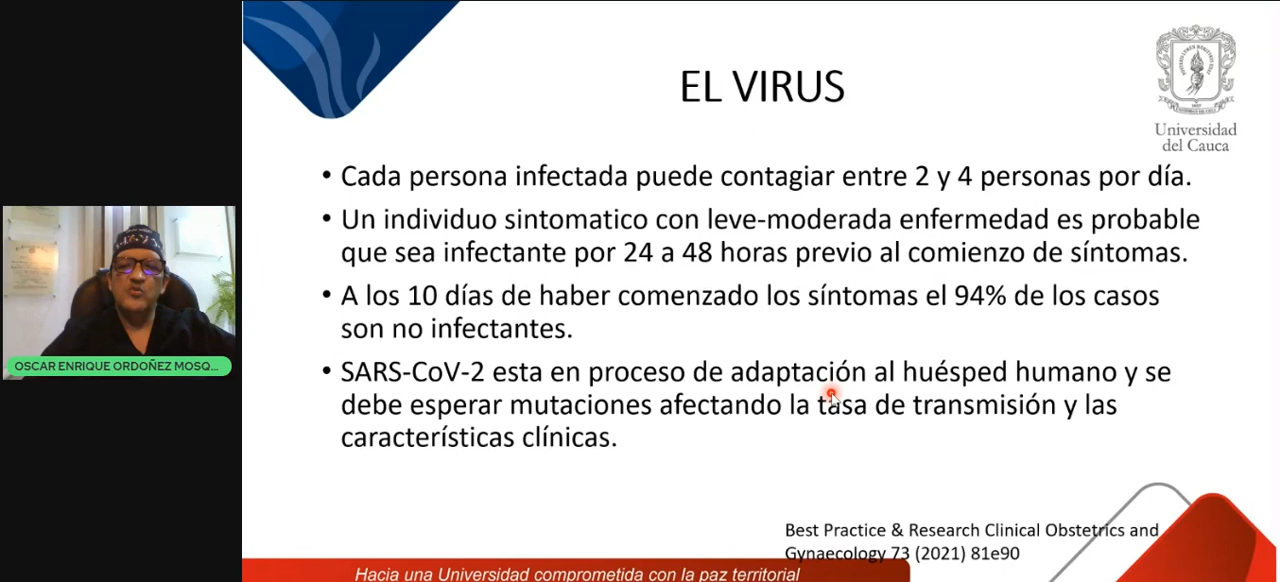 EL VIRUS
Universidad
del Cauca
• Cada persona infectada puede contagiar entre 2 y 4 personas por día.
• Un individuo sintomatico con leve-moderada enfermedad es probable
que sea infectante por 24 a 48 horas previo al comienzo de síntomas.
• A los 10 días de haber comenzado los síntomas el 94% de los casos
son no infectantes.
• SARS-CoV-2 esta en proceso de adaptación al huésped humano y se
debe esperar mutaciones afectando la tasa de transmisión y las
características clínicas.
OSCAR ENRIQUE ORDOÑEZ MOSQ...
Best Practice & Research Clinical Obstetrics and
Gynaecology 73 (2021) 81e90
Hacia una Universidad comprometida con la paz territorial